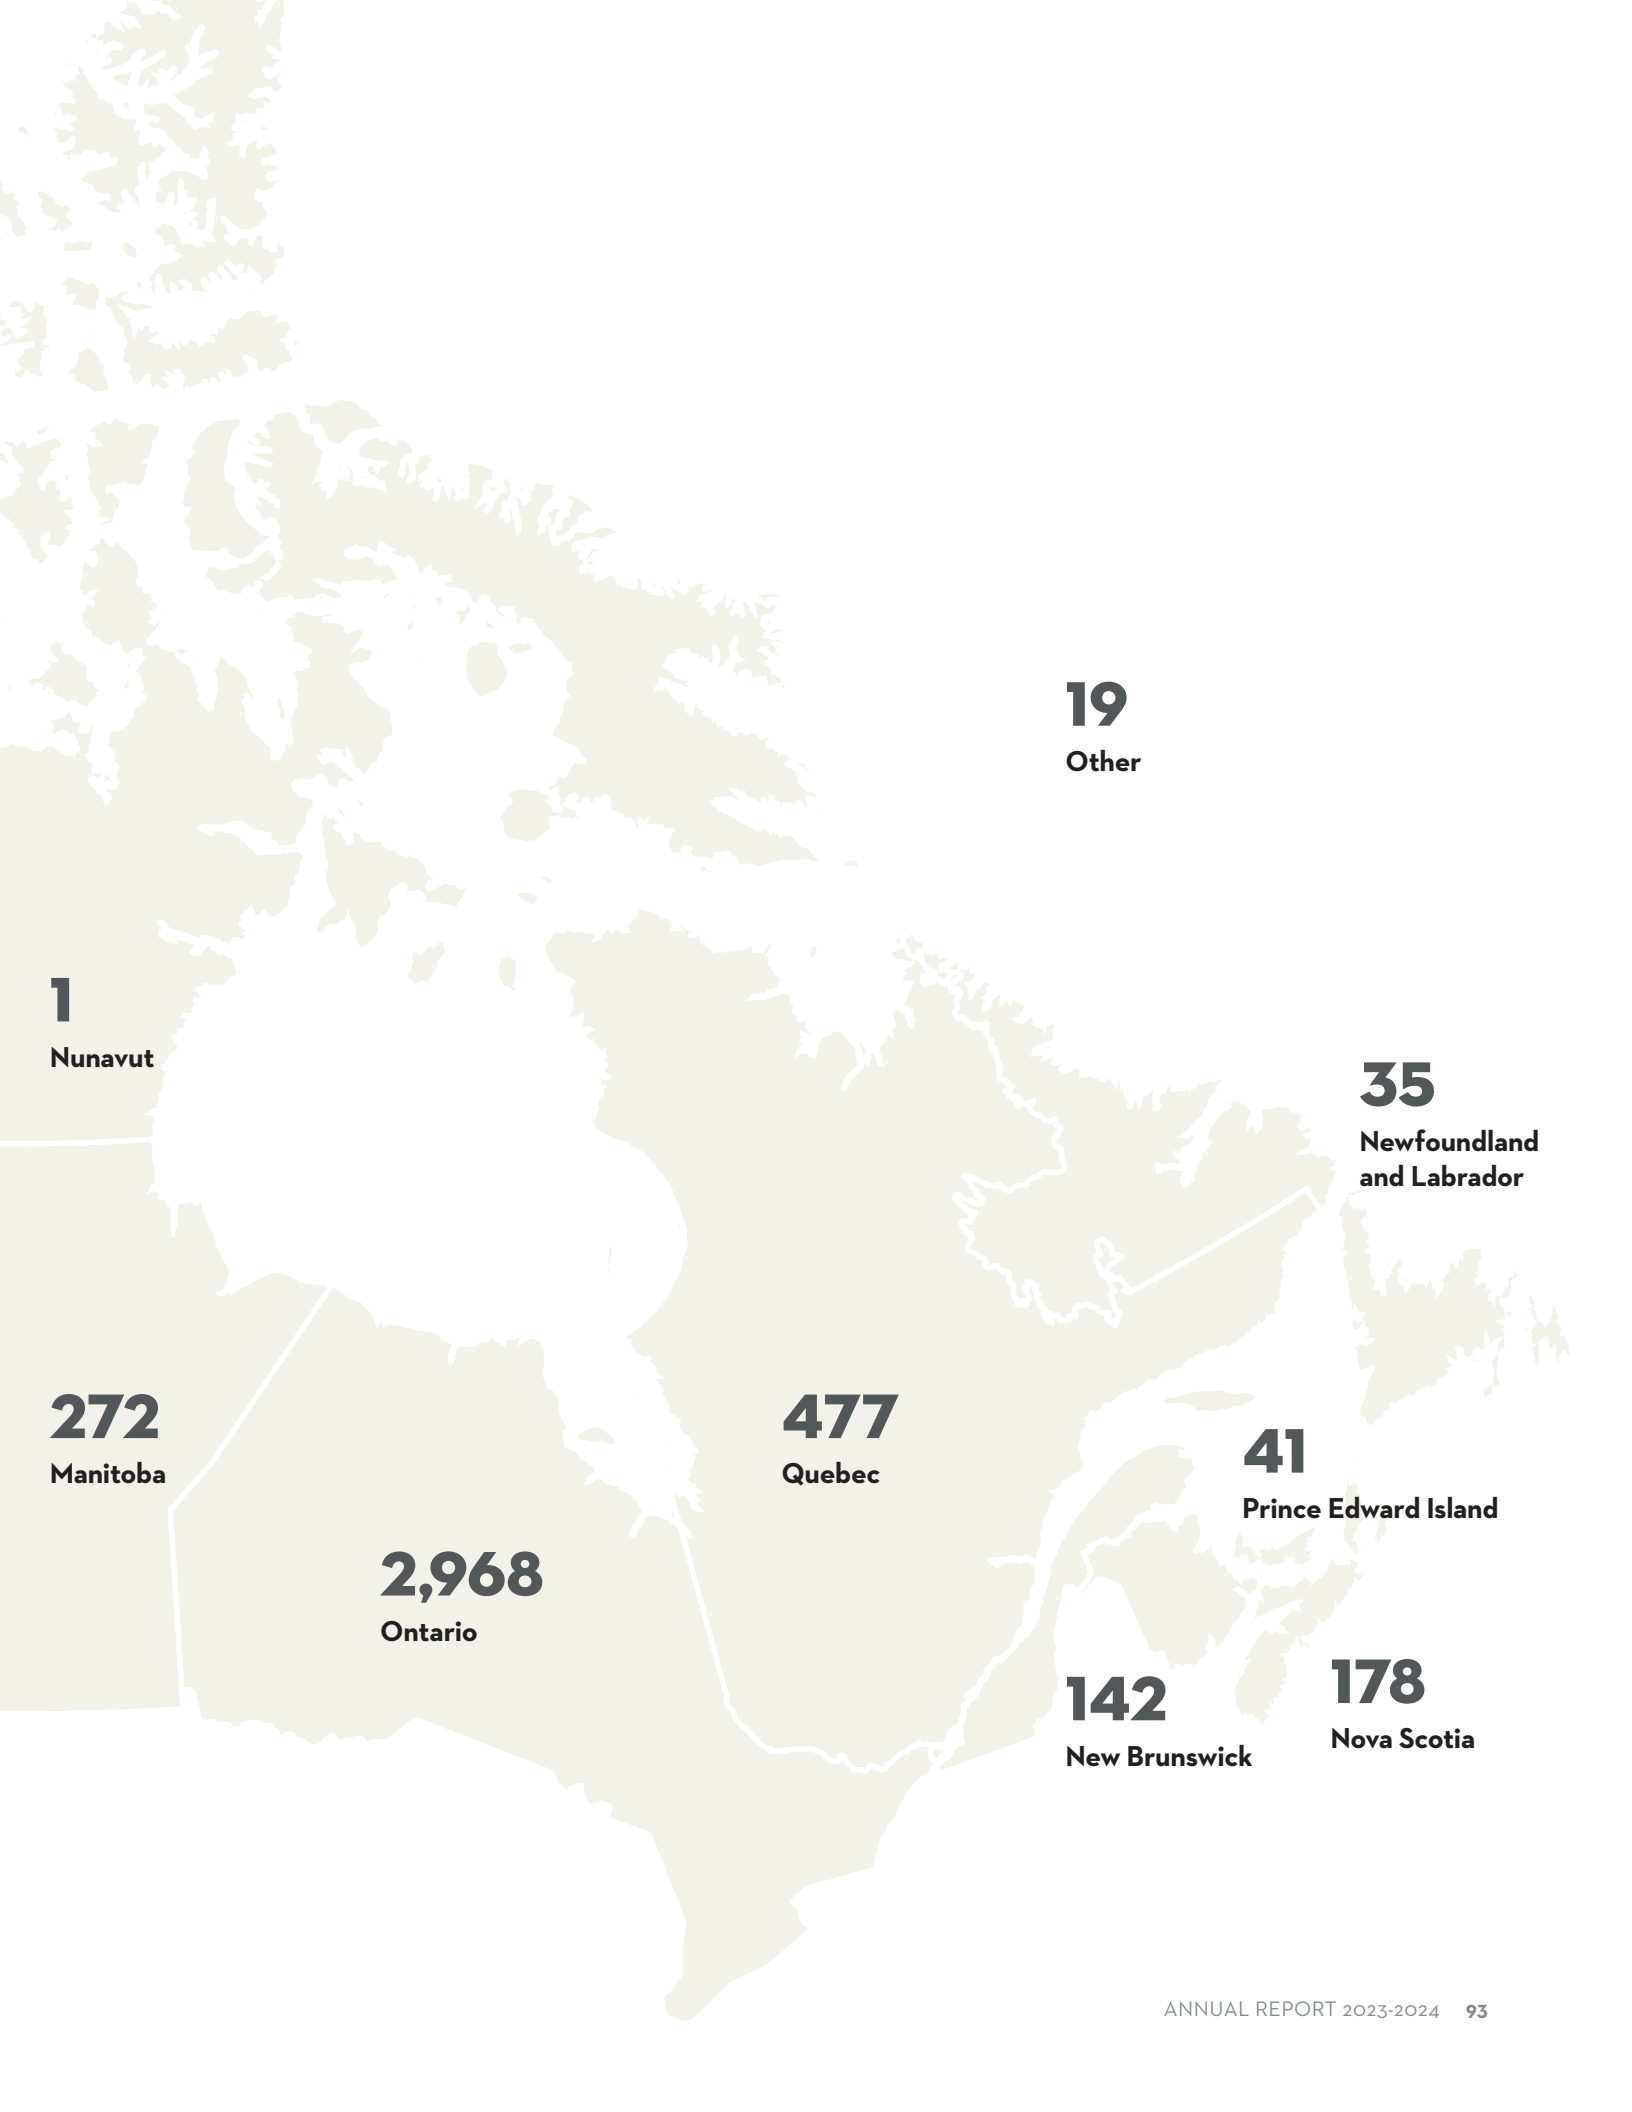 19
Other
1
Nunavut
35
Newfoundland
and Labrador
272
Manitoba
477
Quebec
41
Prince Edward Island
2,968
Ontario
142
New Brunswick
178
Nova Scotia
ANNUAL REPORT 2023-2024 93